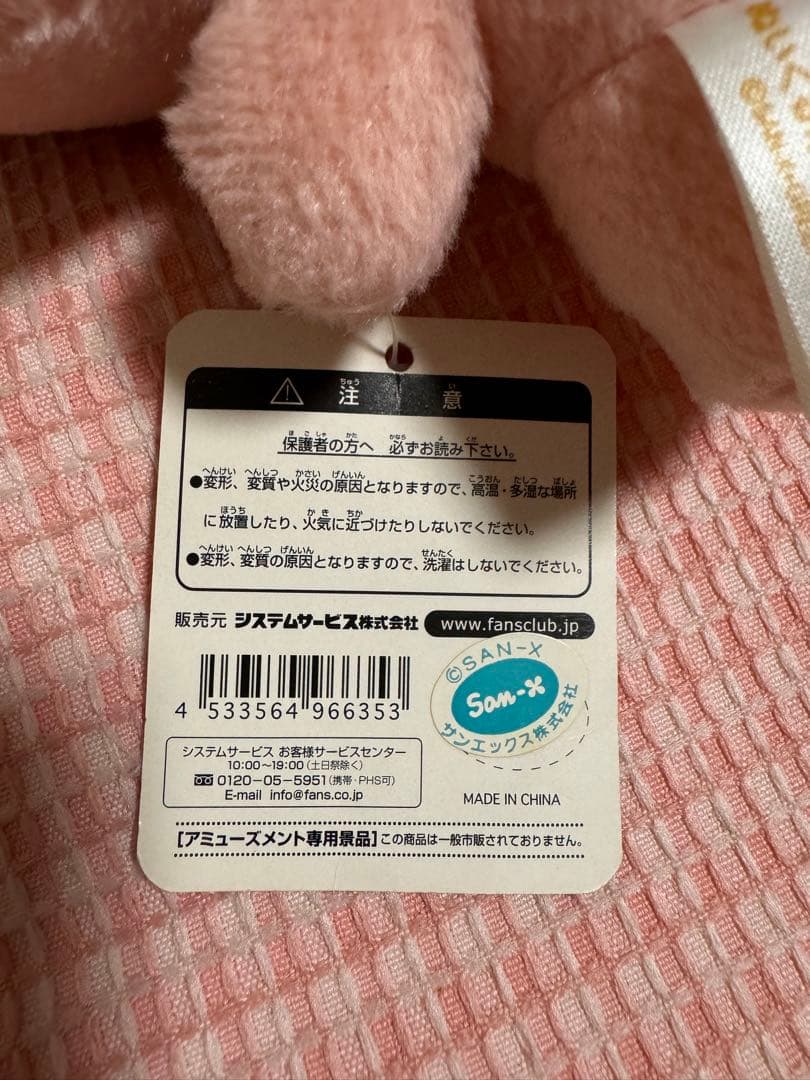 ぬいぐ
注意
保護者の方へ 必ずお読み下さい。
●変形、変質や火災の原因となりますので、高温・多湿な場所
に放置したり、火気に近づけたりしないでください。
●変形、変質の原因となりますので、洗濯はしないでください。
販売元 システムサービス株式会社 www.fansclub.jp
4 533564 966353
©SAN-X
San-x
サンエックス株式会社
システムサービス お客様サービスセンター
10:00~19:00(土日祭除く)
0120-05-5951(携帯・PHS可)
E-mail info@fans.co.jp
MADE IN CHINA
[アミューズメント専用景品]この商品は一般市販されておりません。